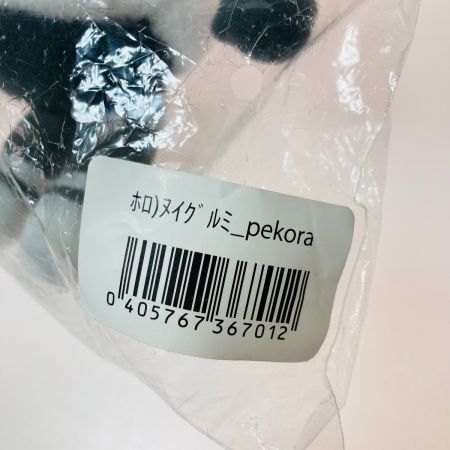 ﾎﾛ)ﾇｲｸﾞﾙﾐ_pekora
0 405767 367012